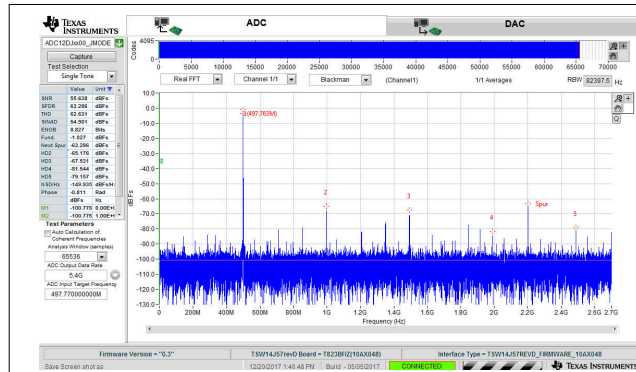 TEXAS INSTRUMENTS
ADC
DAC
ADC12DJxx00_JMODE
Capture
Test Selection
Single Tone
Codes
4095
0
0 5000 10000 15000 20000 25000 30000 35000 40000 45000 50000 55000 60000 65000 70000
Real FFT
Channel 1/1
Blackman
(Channel1)
1/1 Averages
RBW 82397.5 Hz
Value Unit
SNR 55.638 dBFs
SFDR 63.286 dBFs
THD 62.631 dBFs
SINAD 54.901 dBFs
ENOB 8.827 Bits
Fund. -1.027 dBFs
Next Spur -63.286 dBFs
HD2 -65.176 dBFs
HD3 -67.931 dBFs
HD4 -81.544 dBFs
HD5 -79.157 dBFs
NSD/Hz -149.835 dBFs/H
Phase -0.811 Rad
dBFs Hz
M1 -100.776 0.00E+
M2 -100.776 1.00E+
Test Parameters
Auto Calculation of Coherent Frequencies
Analysis Window (samples)
65536
ADC Output Data Rate
5.4G
ADC Input Target Frequency
497.770000000M
dBFs
10.0
0.0
-10.0
-20.0
-30.0
-40.0
-50.0
-60.0
-70.0
-80.0
-90.0
-100.0
-110.0
-120.0
-130.0
(497.763M)
2
3
4
Spur
5
0 200M 400M 600M 800M 1G 1.2G 1.4G 1.6G 1.8G 2G 2.2G 2.4G 2.6G 2.7G
Frequency (Hz)
Firmware Version = "0.3"
TSW14J57revD Board = T823BFIZ(10AX048)
Interface Type = TSW14J57REVD_FIRMWARE_10AX048
Save Screen shot as
12/20/2017 1:46:48 PM
Build - 05/05/2017
CONNECTED
TEXAS INSTRUMENTS